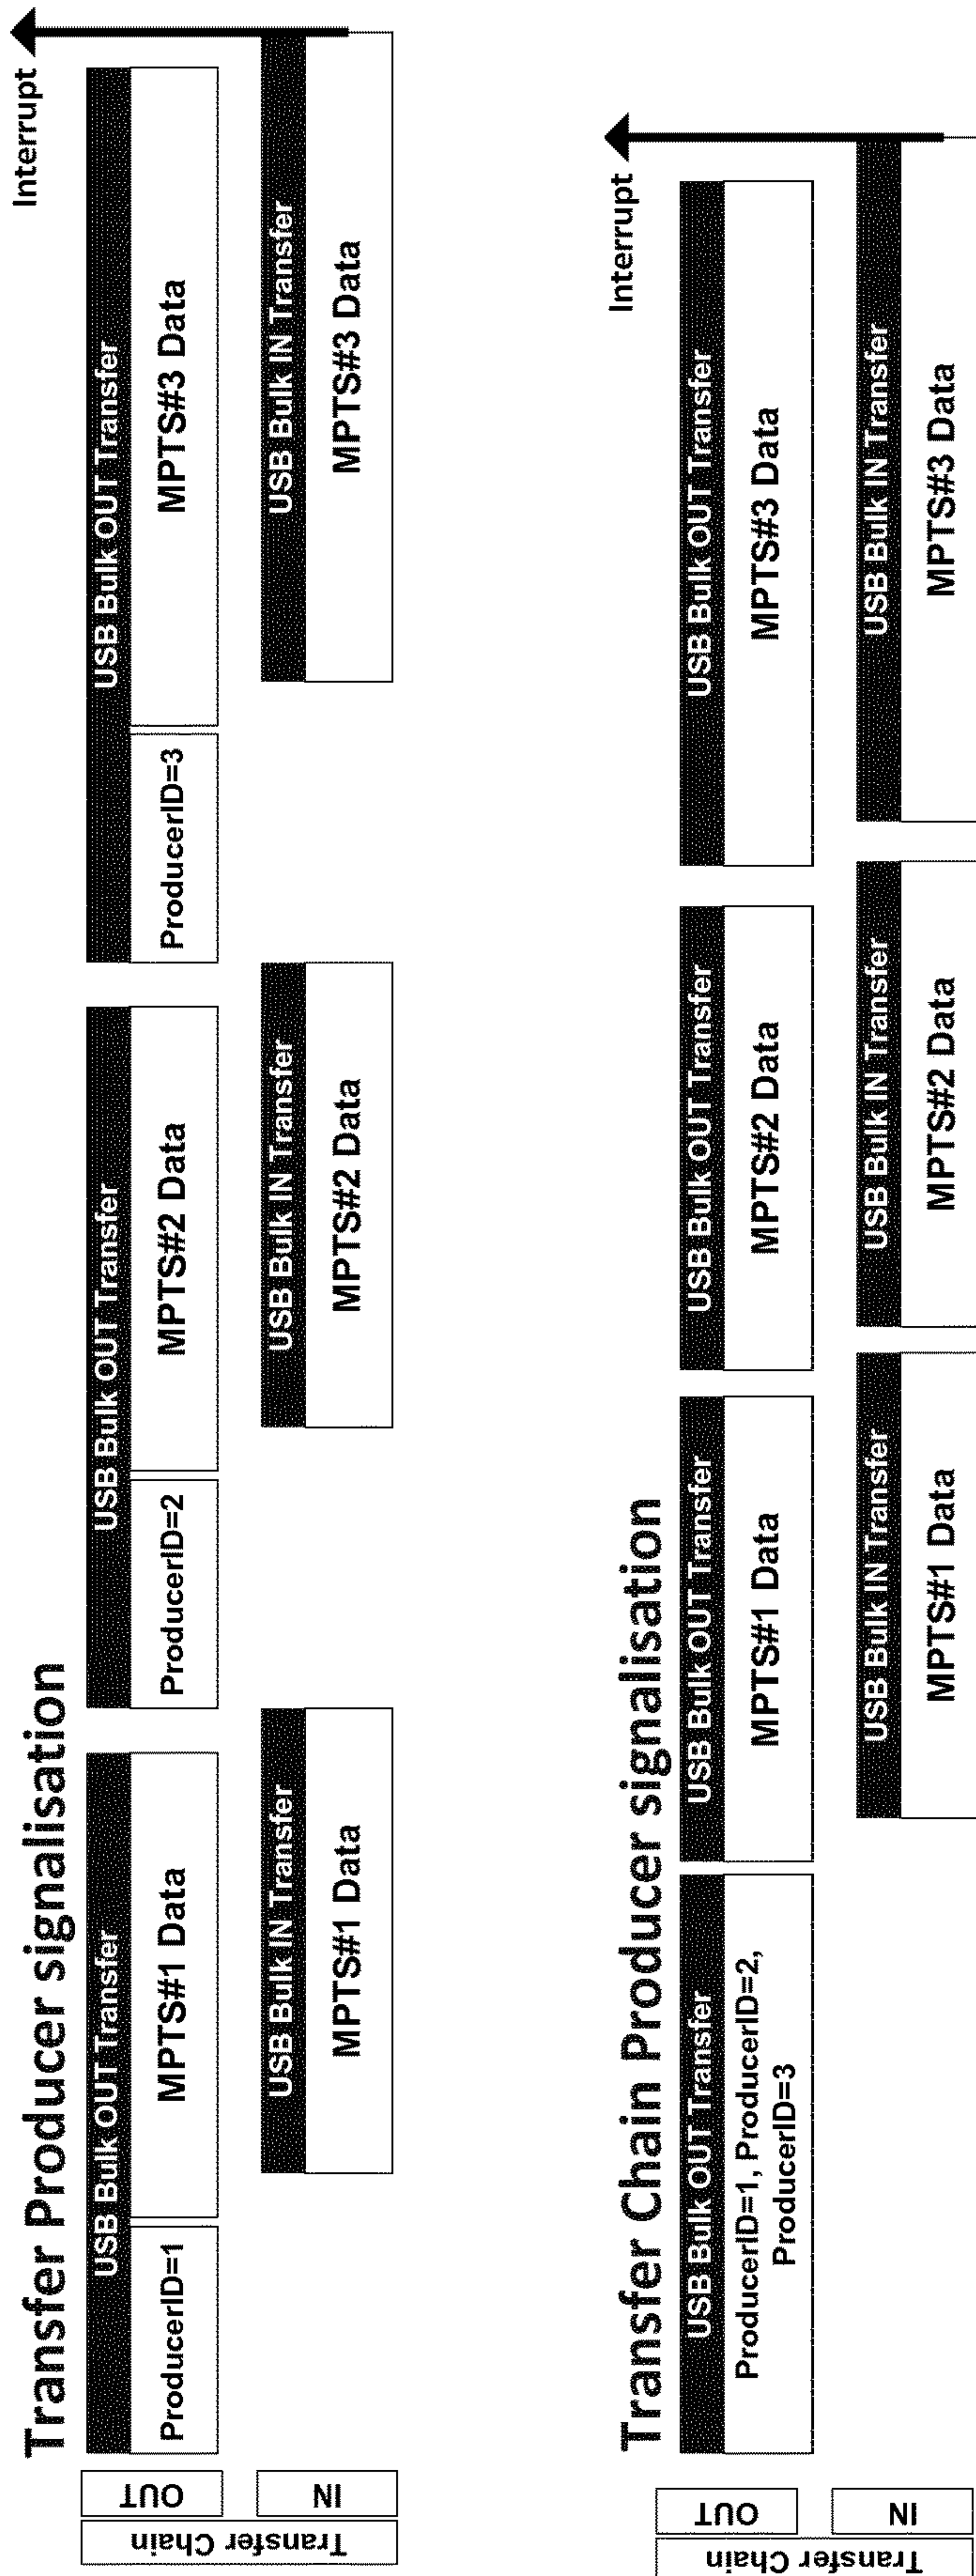 Transfer Producer signalisation
Interrupt
Transfer Chain
OUT
USB Bulk OUT Transfer
ProducerID=1
MPTS#1 Data
USB Bulk OUT Transfer
ProducerID=2
MPTS#2 Data
USB Bulk OUT Transfer
ProducerID=3
MPTS#3 Data
IN
USB Bulk IN Transfer
MPTS#1 Data
USB Bulk IN Transfer
MPTS#2 Data
USB Bulk IN Transfer
MPTS#3 Data
Transfer Chain Producer signalisation
Interrupt
Transfer Chain
OUT
USB Bulk OUT Transfer
ProducerID=1, ProducerID=2,
ProducerID=3
USB Bulk OUT Transfer
MPTS#1 Data
USB Bulk OUT Transfer
MPTS#2 Data
USB Bulk OUT Transfer
MPTS#3 Data
IN
USB Bulk IN Transfer
MPTS#1 Data
USB Bulk IN Transfer
MPTS#2 Data
USB Bulk IN Transfer
MPTS#3 Data